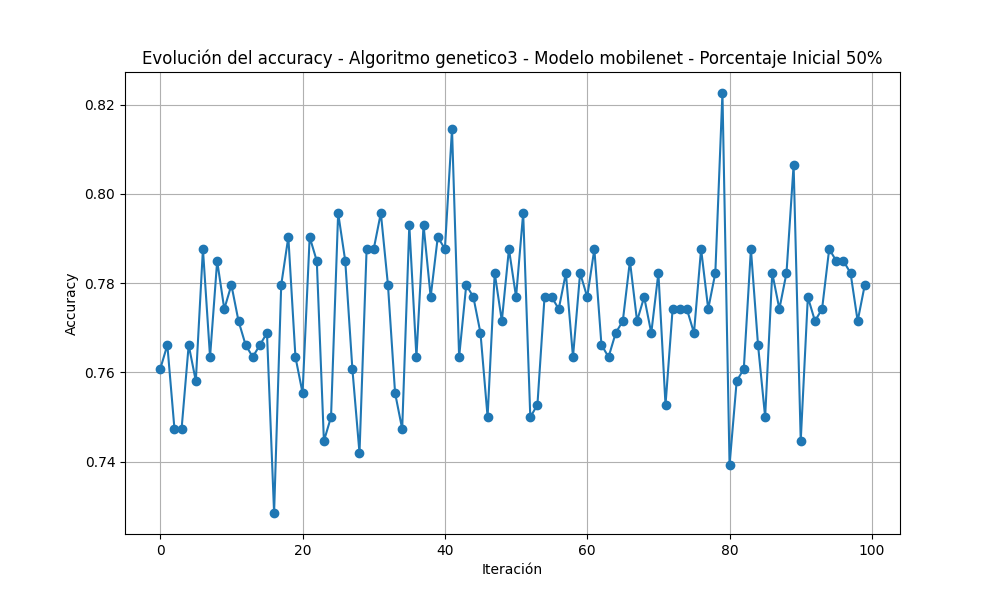 Evolución del accuracy - Algoritmo genetico3 - Modelo mobilenet - Porcentaje Inicial 50%
0.82
0.80
0.78
0.76
0.74
Accuracy
0 20 40 60 80 100
Iteración